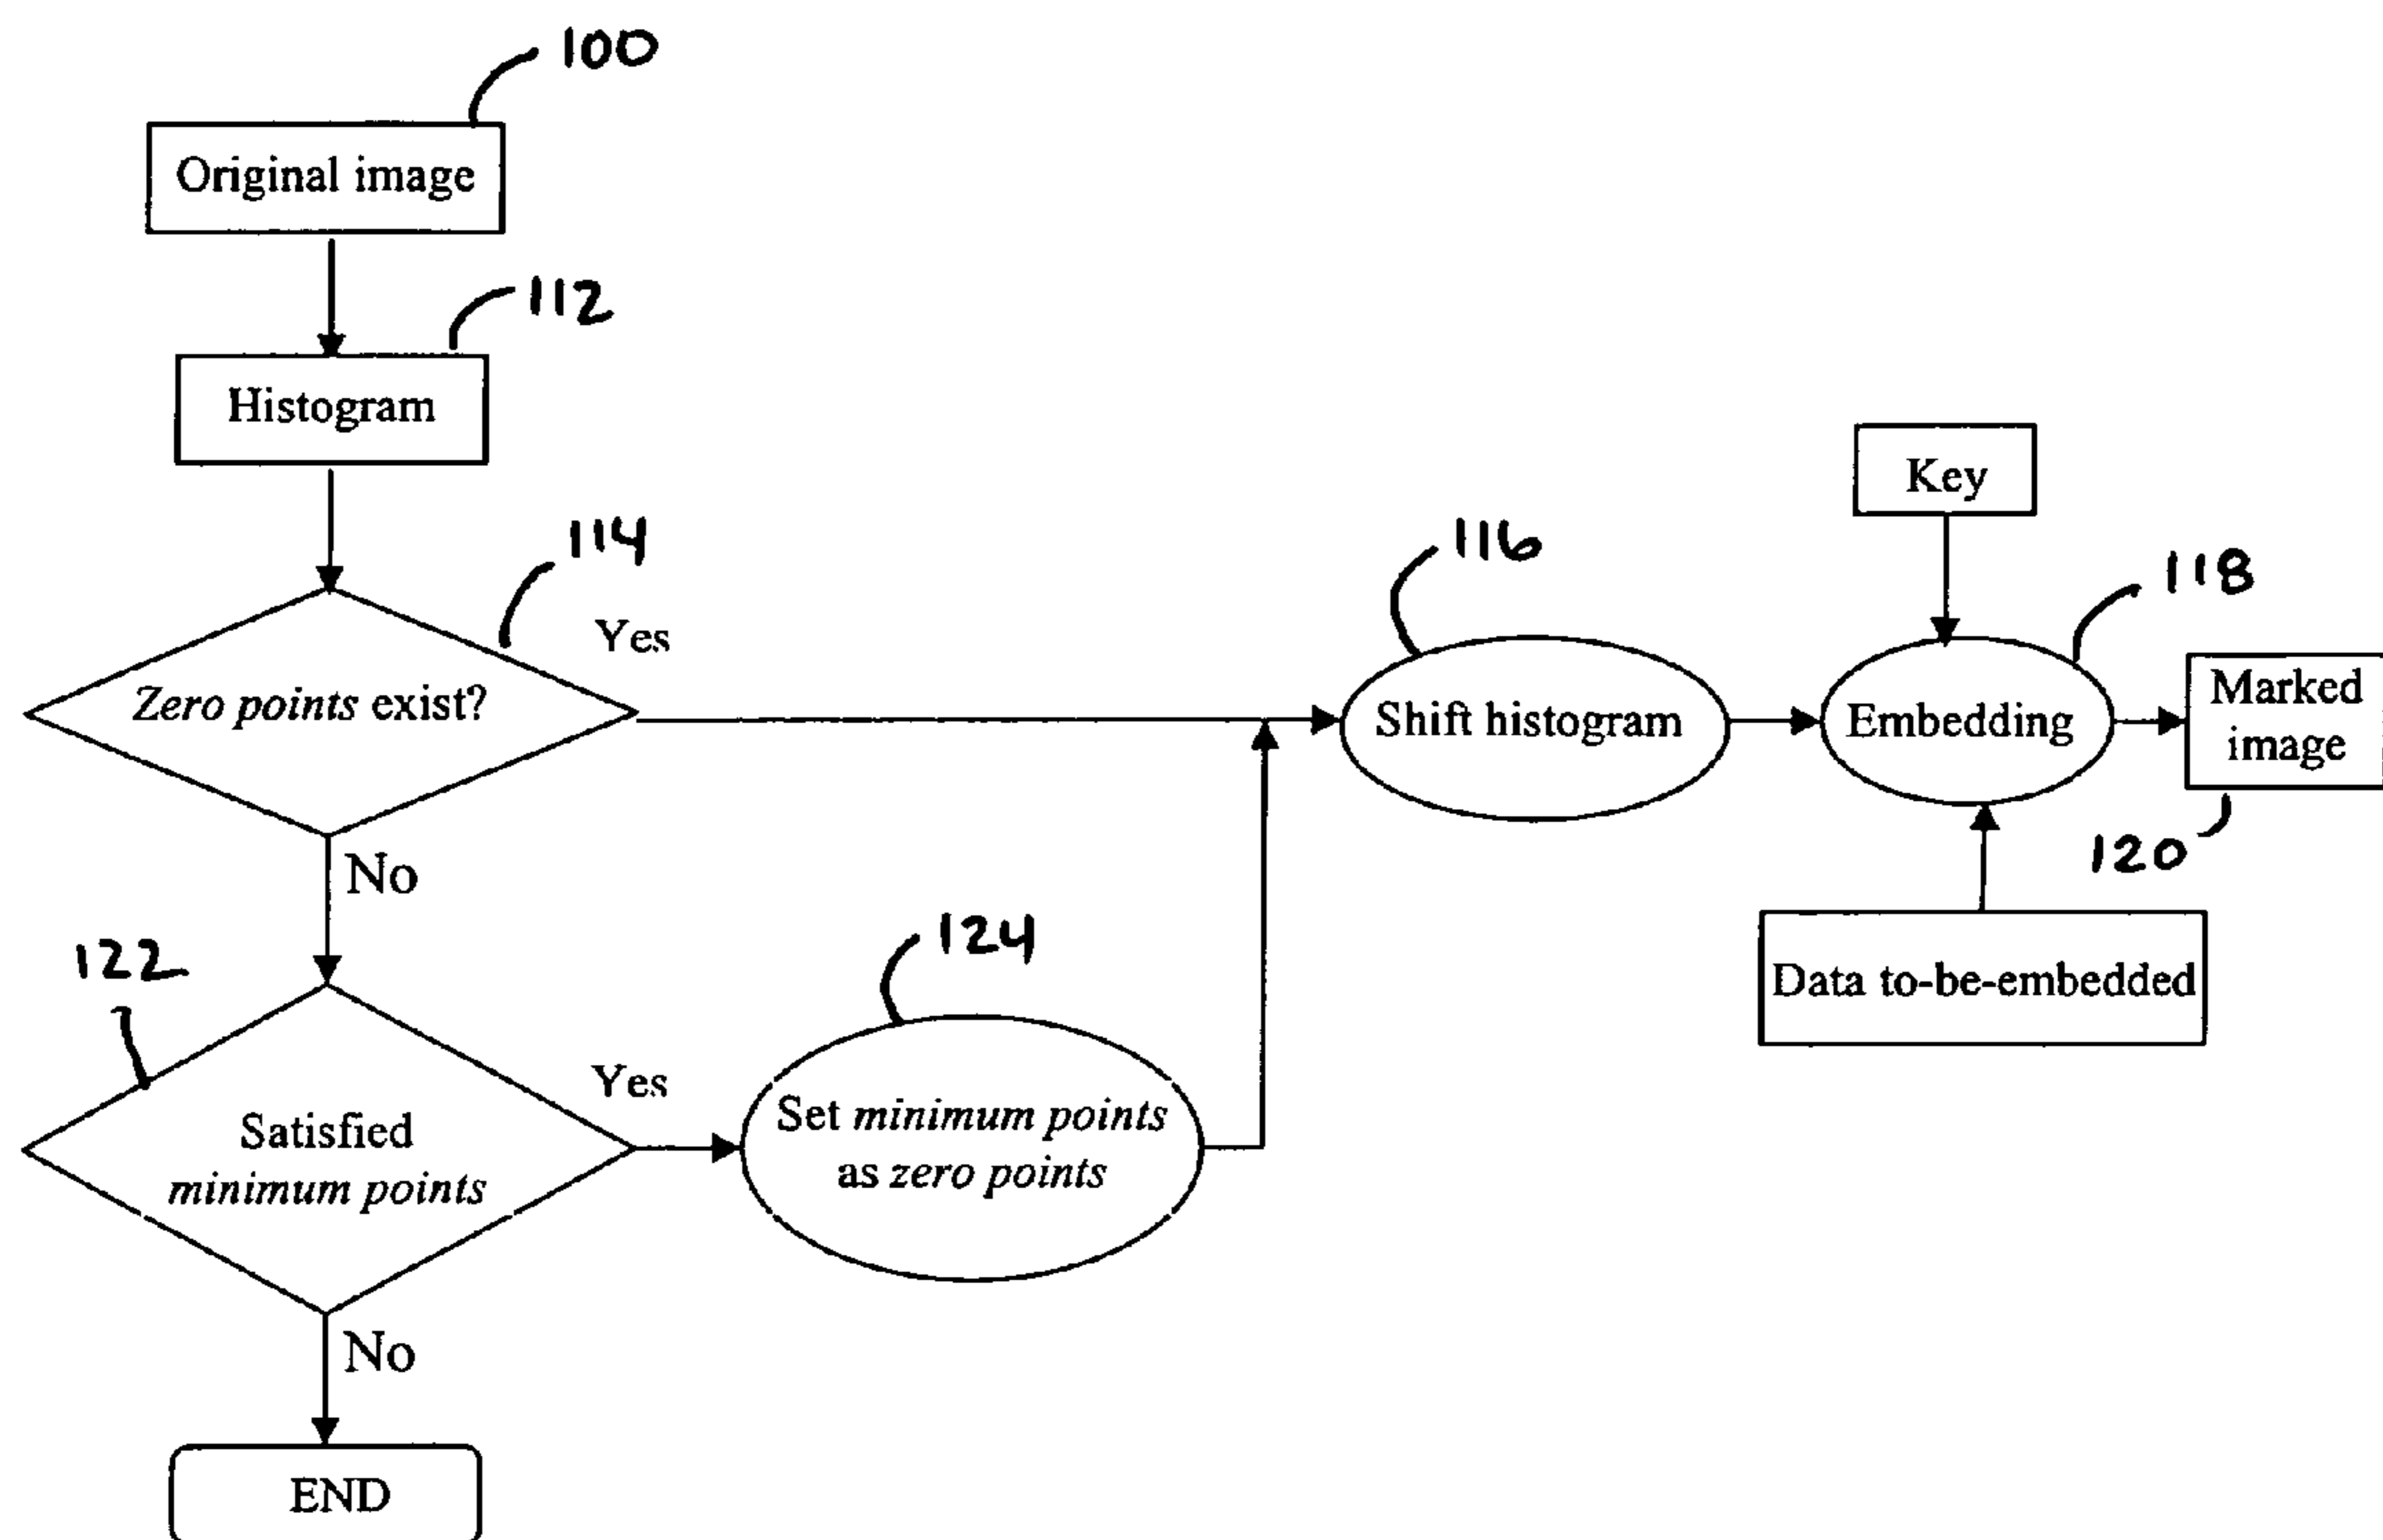 100
Original image
112
Histogram
114
Yes
Zero points exist?
No
116
Shift histogram
Key
118
Embedding
Marked
image
120
Data to-be-embedded
122
Satisfied
minimum points
Yes
124
Set minimum points
as zero points
No
END